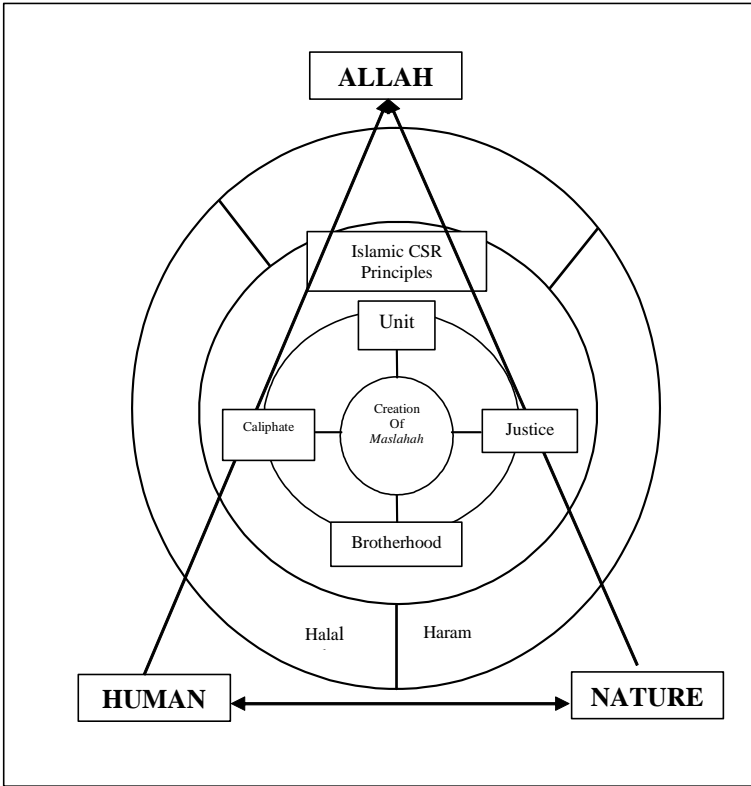 ALLAH
Islamic CSR
Principles
Unit
Creation
Of
Maslahah
Caliphate
Justice
Brotherhood
Halal
Haram
HUMAN
NATURE